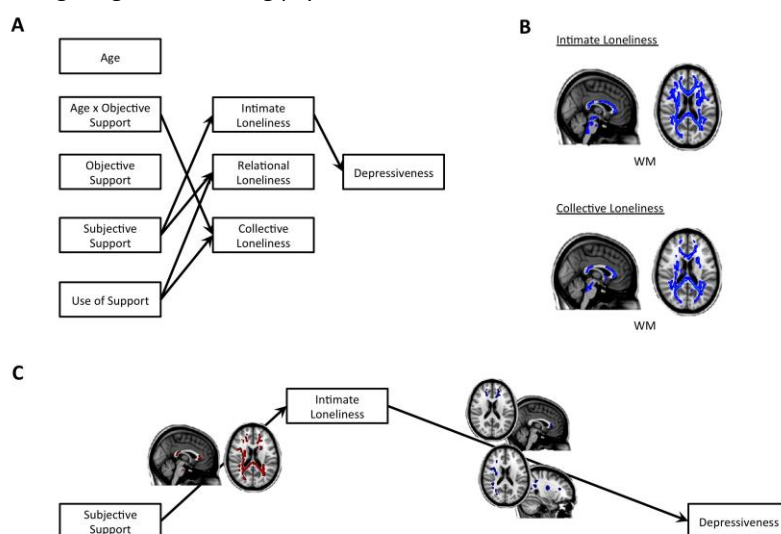 A
Age
Age x Objective
Support
Objective
Support
Subjective
Support
Use of Support
Intimate
Loneliness
Relational
Loneliness
Collective
Loneliness
Depressiveness
B
Intimate Loneliness
WM
Collective Loneliness
WM
C
Intimate
Loneliness
Subjective
Support
Depressiveness